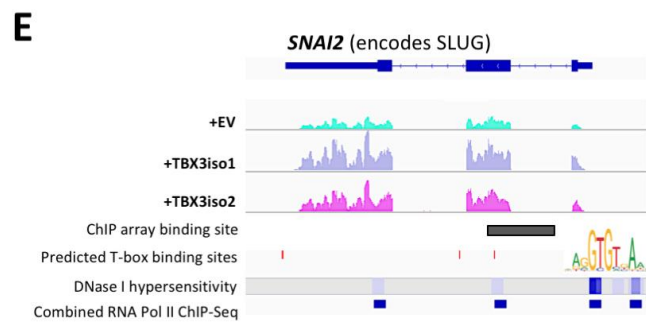 E
SNAI2 (encodes SLUG)
+EV
+TBX3iso1
+TBX3iso2
ChIP array binding site
Predicted T-box binding sites
DNase I hypersensitivity
Combined RNA Pol II ChIP-Seq